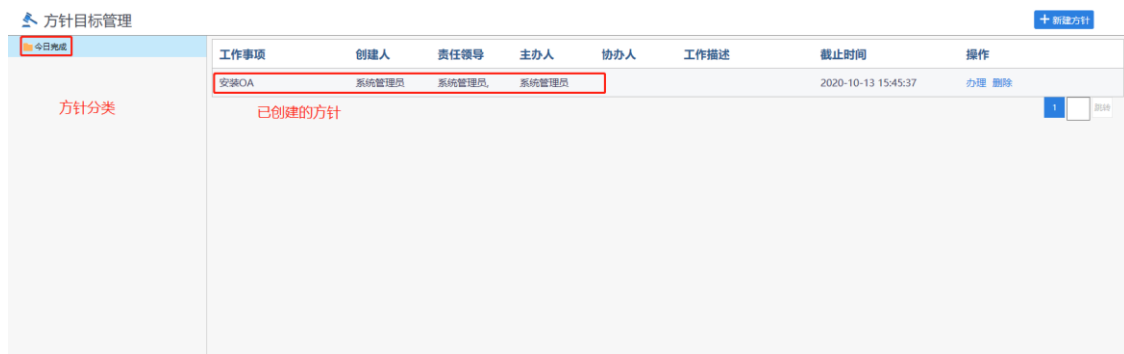 方针目标管理
新建方针
今日完成
工作事项 创建人 责任领导 主办人 协办人 工作描述 截止时间 操作
安装OA 系统管理员 系统管理员, 系统管理员 2020-10-13 15:45:37 办理 删除
方针分类
已创建的方针
1 跳转